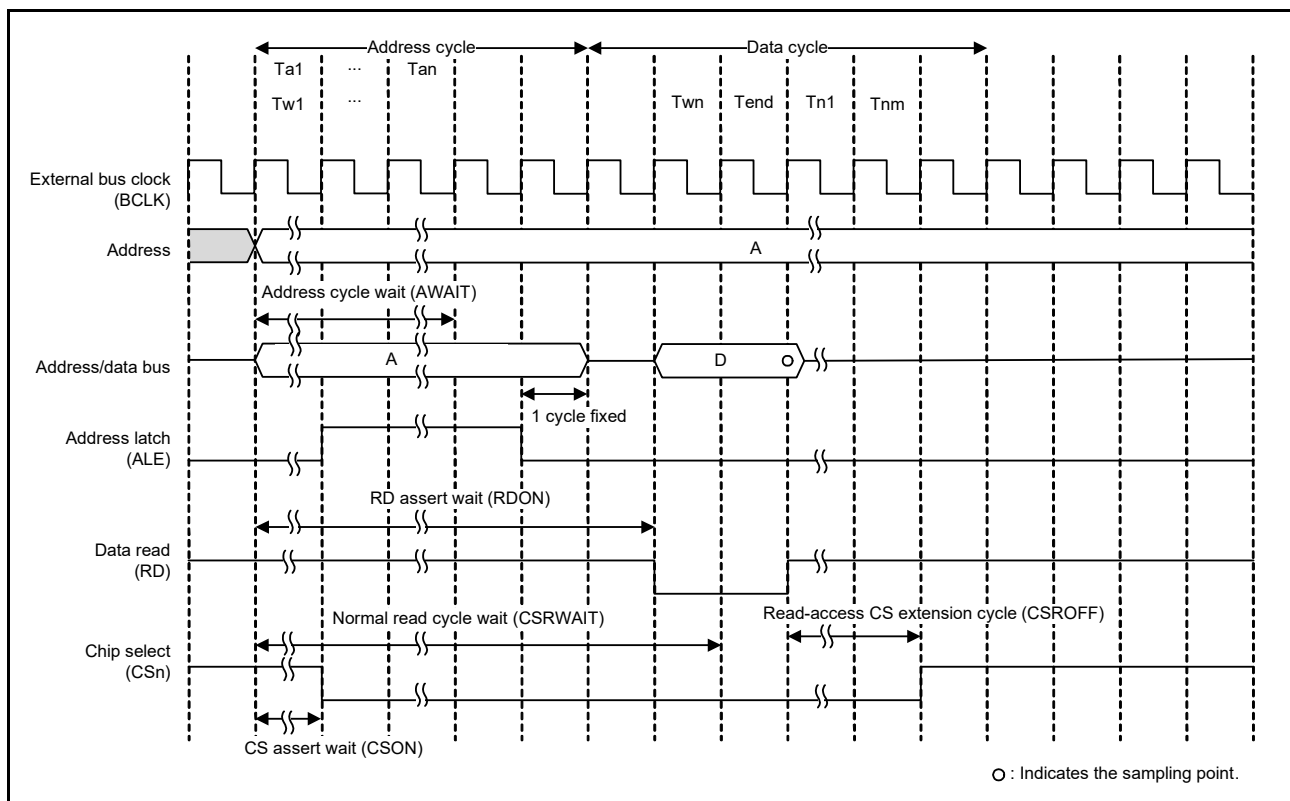 Address cycle Data cycle
Ta1 ... Tan
Tw1 ... Twn Tend Tn1 Tnm
External bus clock
(BCLK)
Address A
Address cycle wait (AWAIT)
Address/data bus A D
1 cycle fixed
Address latch
(ALE)
RD assert wait (RDON)
Data read
(RD)
Normal read cycle wait (CSRWAIT) Read-access CS extension cycle (CSROFF)
Chip select
(CSn)
CS assert wait (CSON)
: Indicates the sampling point.